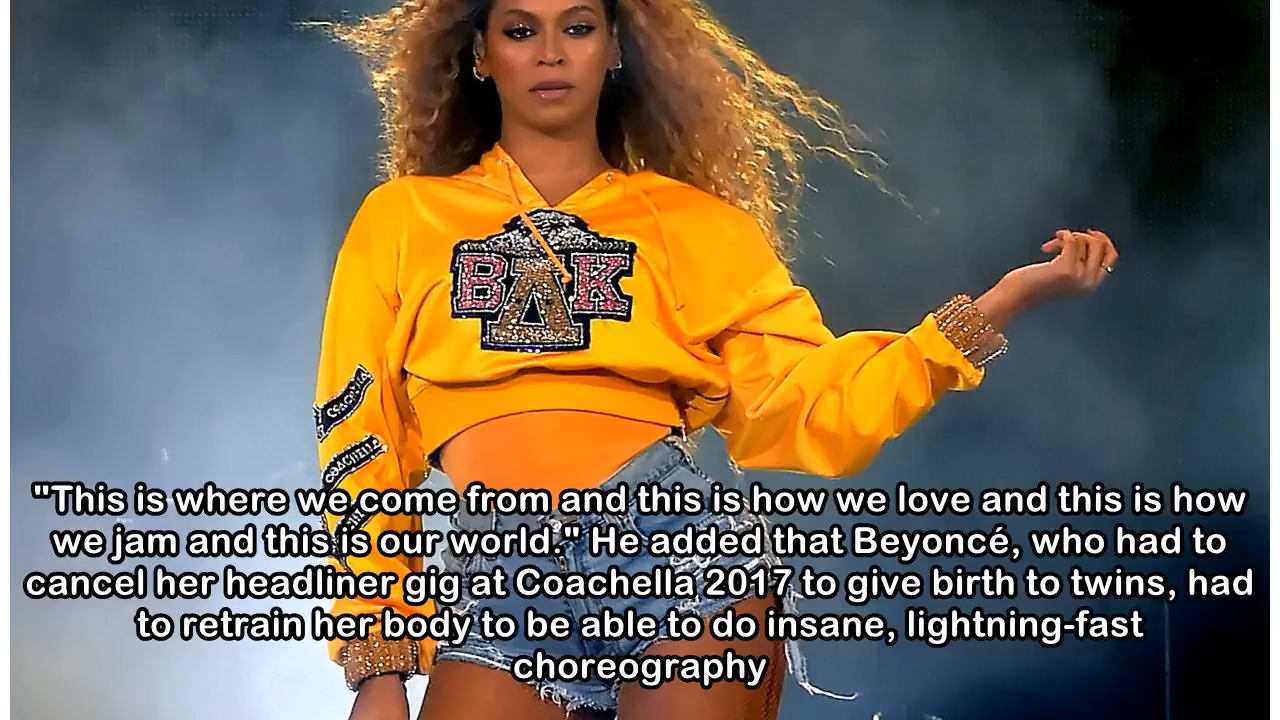 BΔK
COACHELLA
COACHELLA
"This is where we come from and this is how we love and this is how
we jam and this is our world." He added that Beyoncé, who had to
cancel her headliner gig at Coachella 2017 to give birth to twins, had
to retrain her body to be able to do insane, lightning-fast
choreography